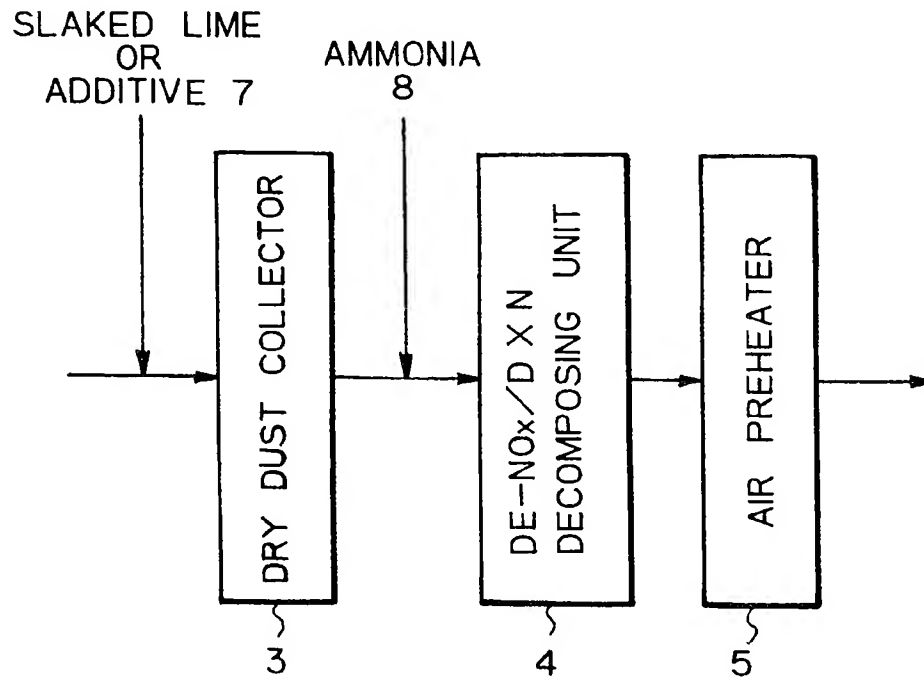 SLAKED LIME
OR
ADDITIVE 7
AMMONIA
8
DRY DUST COLLECTOR
DE-NOx/D X N
DECOMPOSING UNIT
AIR PREHEATER
3
4
5